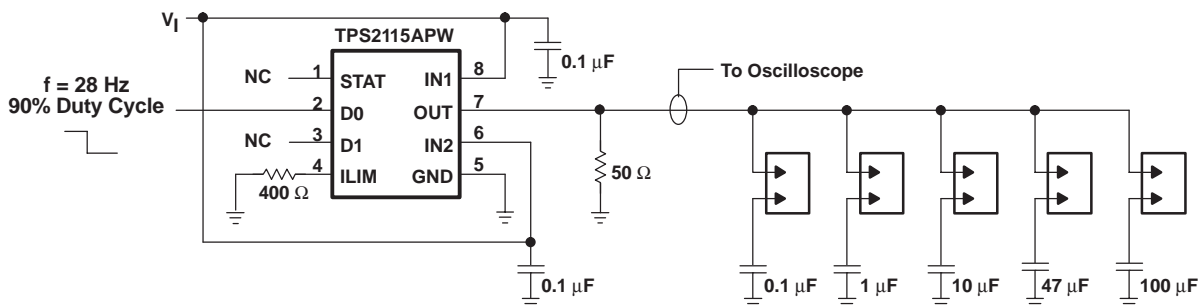 V_I
TPS2115APW
0.1 μF
f = 28 Hz
90% Duty Cycle
NC
1
STAT
IN1
8
To Oscilloscope
2
D0
OUT
7
NC
3
D1
IN2
6
4
ILIM
GND
5
400 Ω
50 Ω
0.1 μF
0.1 μF
1 μF
10 μF
47 μF
100 μF